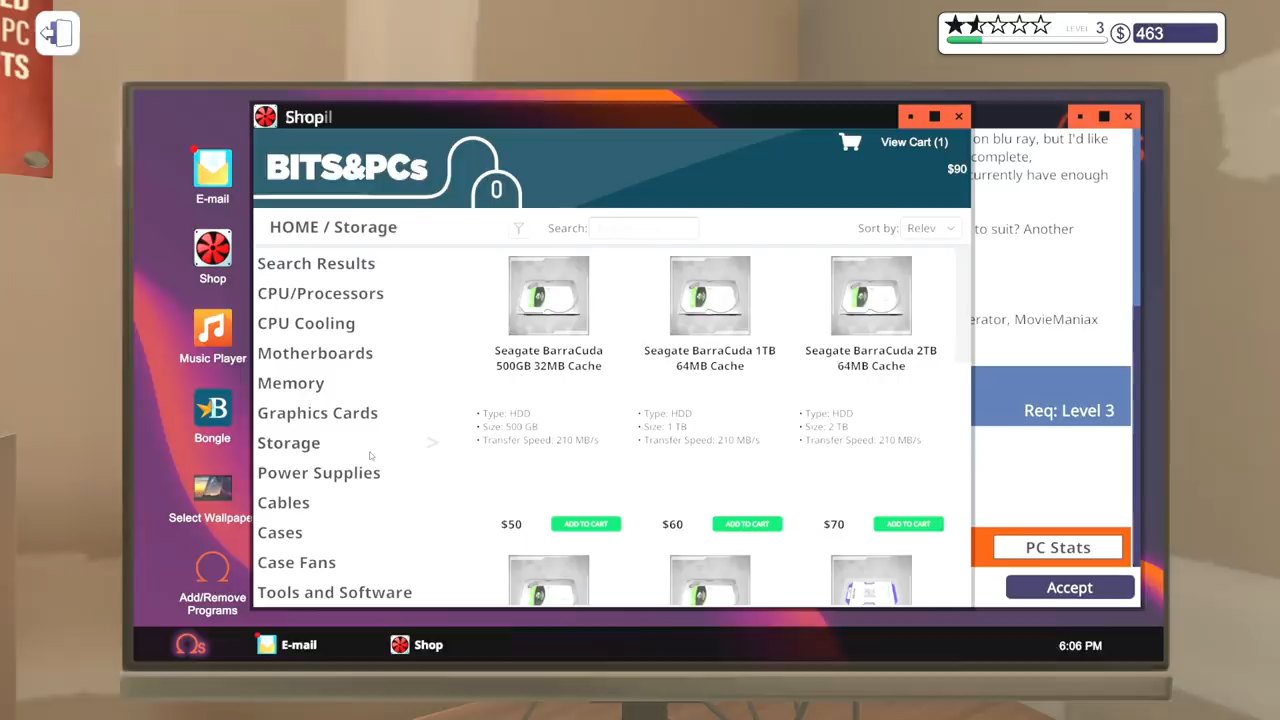 PC
TS
LEVEL 3
$ 463
Shop
BITS&PCs
View Cart (1)
$90
HOME / Storage
Search:
Sort by: Relev
Search Results
CPU/Processors
CPU Cooling
Motherboards
Memory
Graphics Cards
Storage >
Power Supplies
Cables
Cases
Case Fans
Tools and Software
Seagate BarraCuda
500GB 32MB Cache
• Type: HDD
• Size: 500 GB
• Transfer Speed: 210 MB/s
$50 ADD TO CART
Seagate BarraCuda 1TB
64MB Cache
• Type: HDD
• Size: 1 TB
• Transfer Speed: 210 MB/s
$60 ADD TO CART
Seagate BarraCuda 2TB
64MB Cache
• Type: HDD
• Size: 2 TB
• Transfer Speed: 210 MB/s
$70 ADD TO CART
on blu ray, but I'd like
complete,
urrently have enough
to suit? Another
erator, MovieManiax
Req: Level 3
PC Stats
Accept
E-mail
Shop
Music Player
B
Bongle
Select Wallpape
Add/Remove
Programs
Ωs
E-mail
Shop
6:06 PM